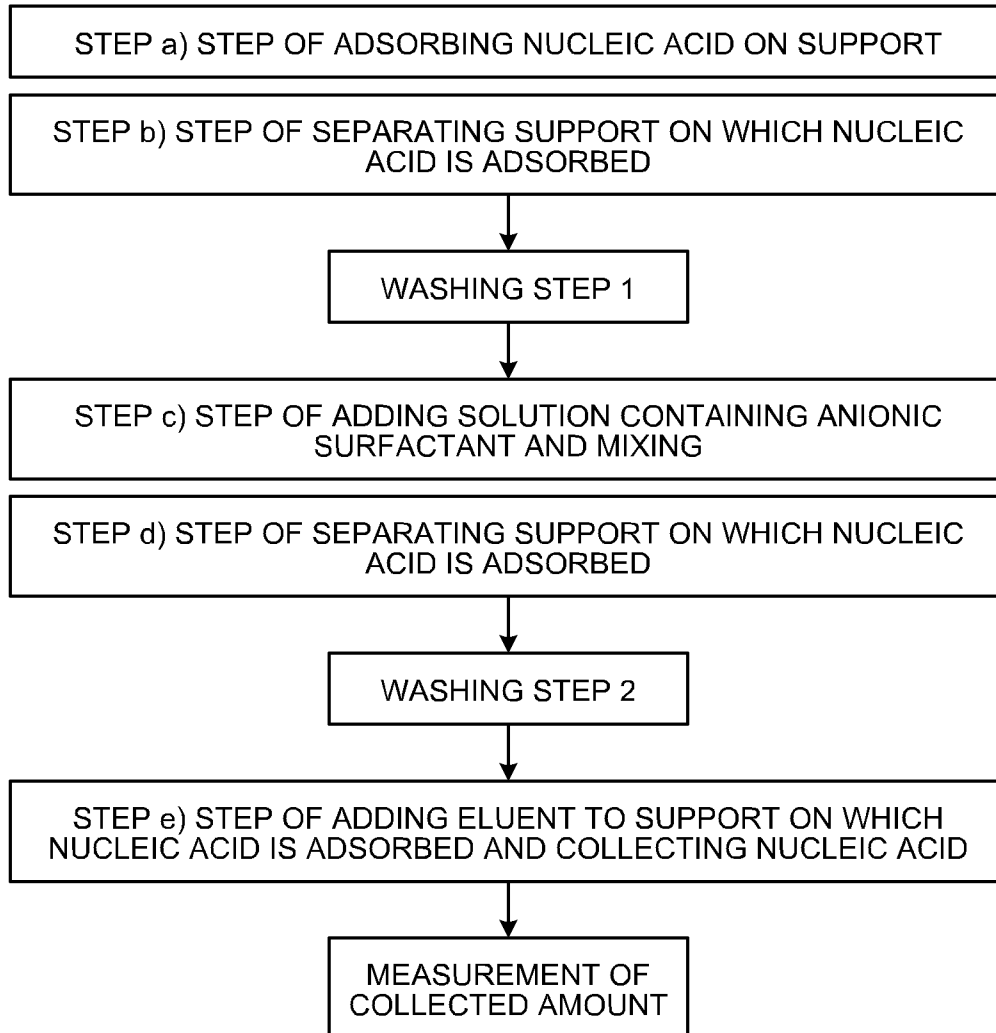 STEP a) STEP OF ADSORBING NUCLEIC ACID ON SUPPORT
STEP b) STEP OF SEPARATING SUPPORT ON WHICH NUCLEIC
ACID IS ADSORBED
WASHING STEP 1
STEP c) STEP OF ADDING SOLUTION CONTAINING ANIONIC
SURFACTANT AND MIXING
STEP d) STEP OF SEPARATING SUPPORT ON WHICH NUCLEIC
ACID IS ADSORBED
WASHING STEP 2
STEP e) STEP OF ADDING ELUENT TO SUPPORT ON WHICH
NUCLEIC ACID IS ADSORBED AND COLLECTING NUCLEIC ACID
MEASUREMENT OF
COLLECTED AMOUNT